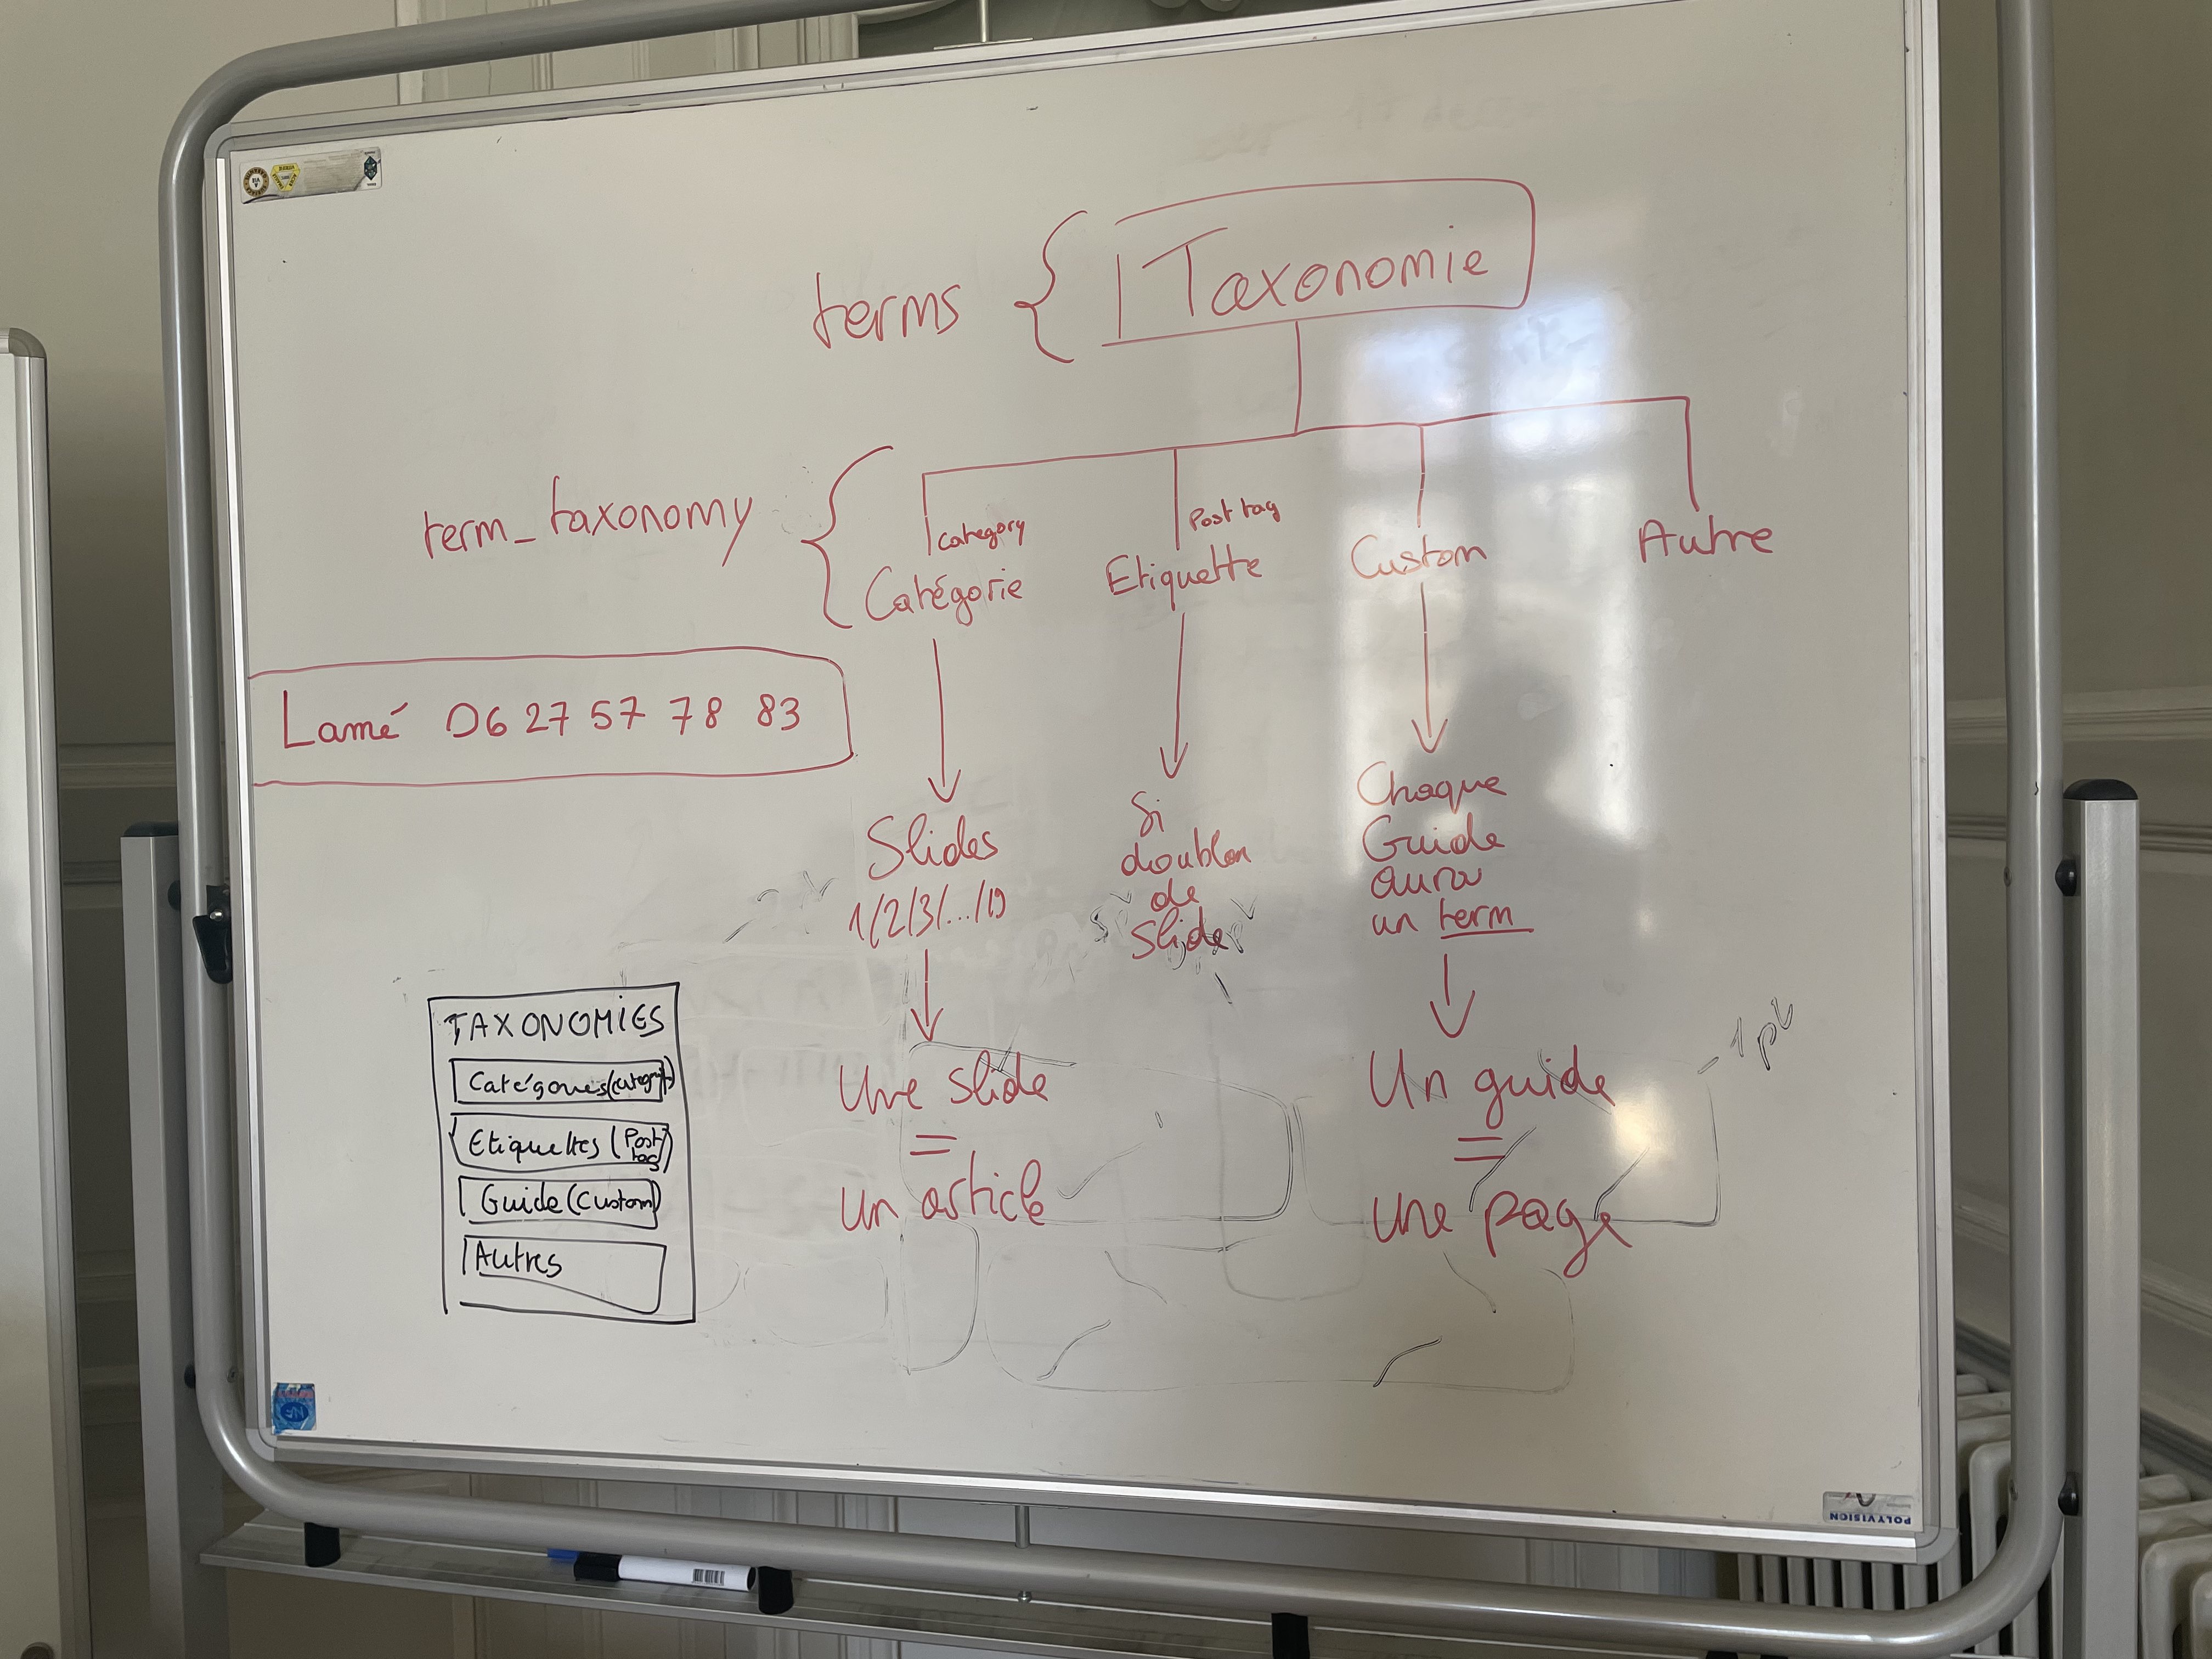 terms
Taxonomie
term_taxonomy
category
Catégorie
Post tag
Etiquette
Custom
Autre
Lamé 06 27 57 78 83
Slides
1/2/3/.../19
Une slide
=
un article
Si
doublon
de
Slide
Chaque
Guide
aura
un term
Un guide
=
une page
1 pt
TAXONOMIES
Catégories (category)
Etiquettes (Post
tag)
Guide (Custom)
Autres
POLYVISION